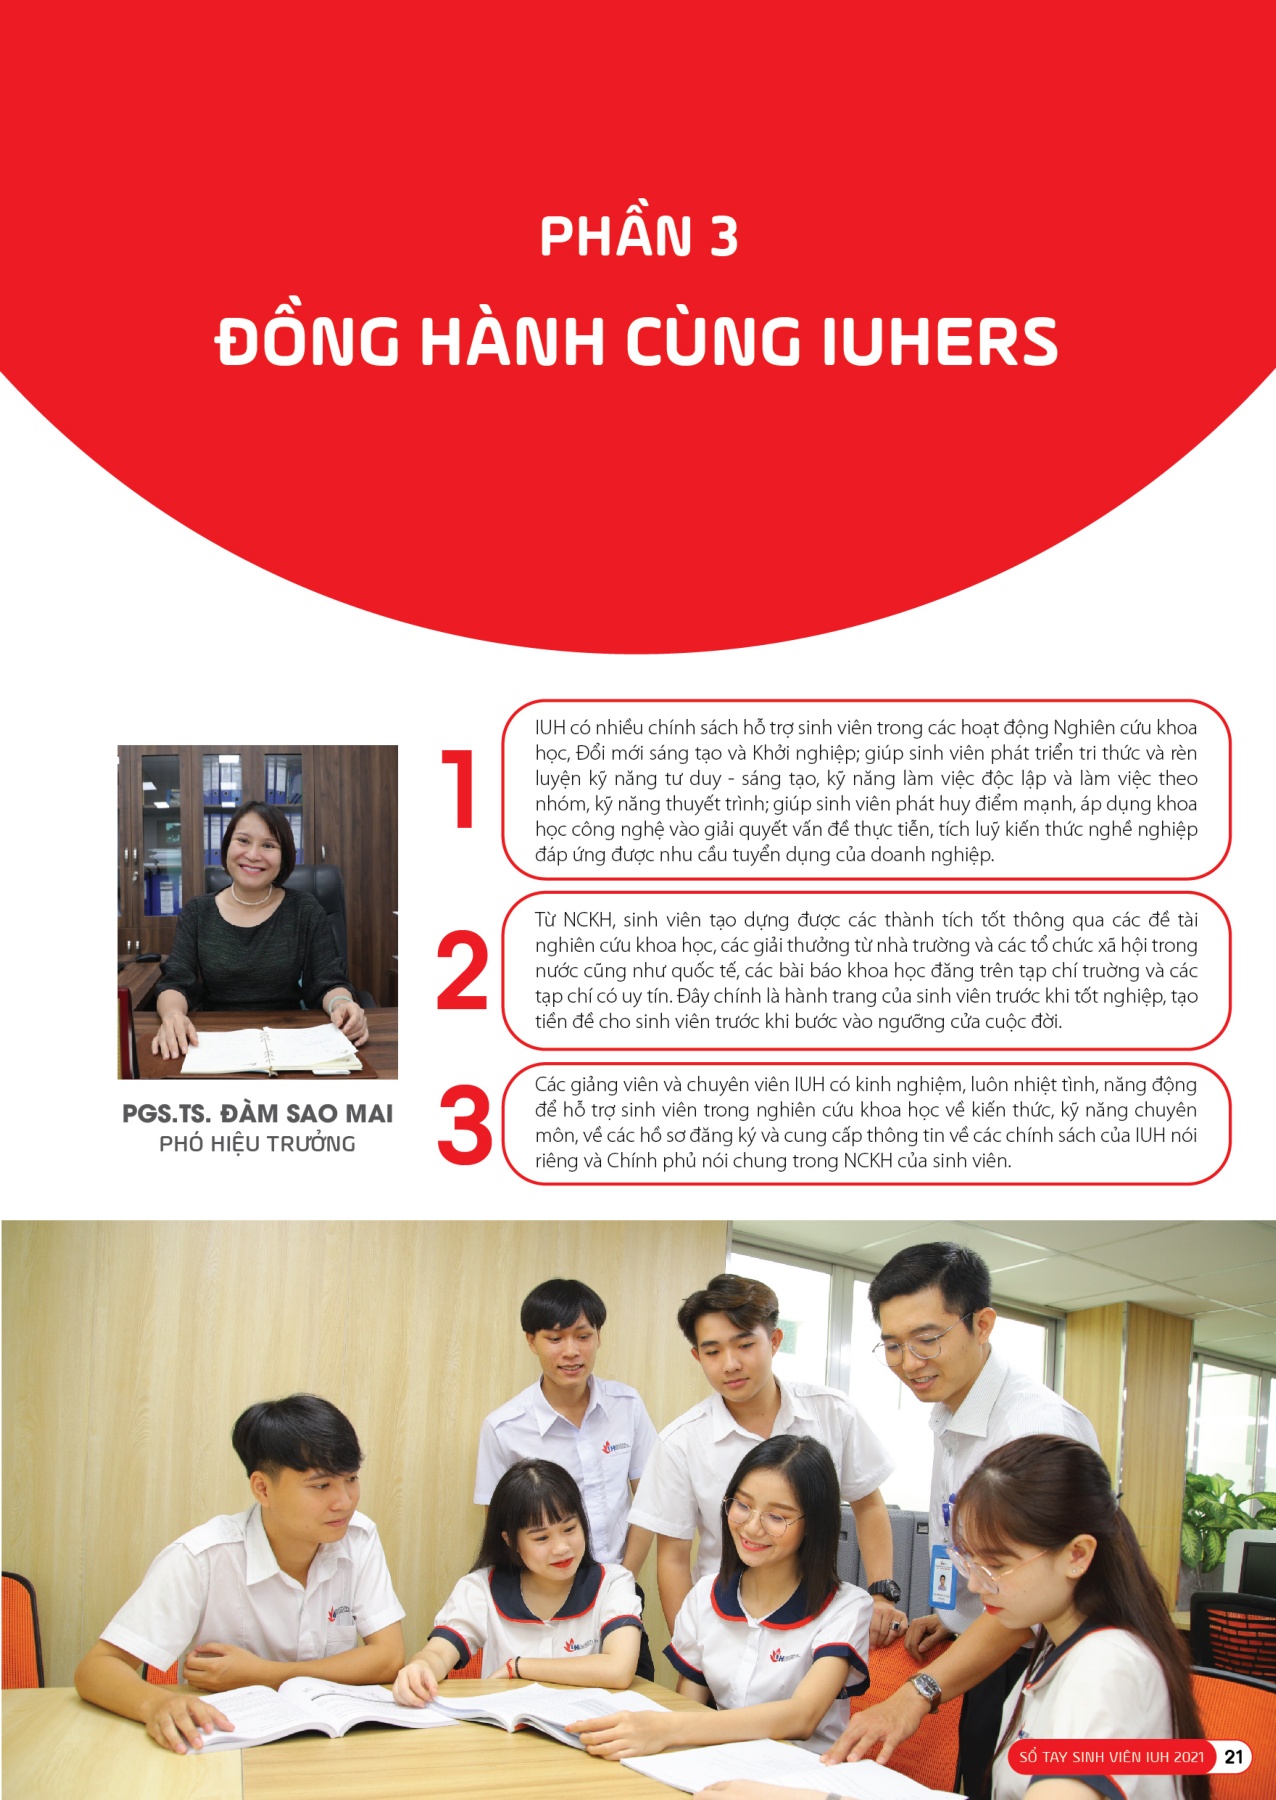 PHẦN 3
ĐỒNG HÀNH CÙNG IUHERS
1
IUH có nhiều chính sách hỗ trợ sinh viên trong các hoạt động Nghiên cứu khoa
học, Đổi mới sáng tạo và Khởi nghiệp; giúp sinh viên phát triển tri thức và rèn
luyện kỹ năng tư duy - sáng tạo, kỹ năng làm việc độc lập và làm việc theo
nhóm, kỹ năng thuyết trình; giúp sinh viên phát huy điểm mạnh, áp dụng khoa
học công nghệ vào giải quyết vấn đề thực tiễn, tích luỹ kiến thức nghề nghiệp
đáp ứng được nhu cầu tuyển dụng của doanh nghiệp.
2
Từ NCKH, sinh viên tạo dựng được các thành tích tốt thông qua các đề tài
nghiên cứu khoa học, các giải thưởng từ nhà trường và các tổ chức xã hội trong
nước cũng như quốc tế, các bài báo khoa học đăng trên tạp chí truờng và các
tạp chí có uy tín. Đây chính là hành trang của sinh viên trước khi tốt nghiệp, tạo
tiền đề cho sinh viên trước khi bước vào ngưỡng cửa cuộc đời.
3
Các giảng viên và chuyên viên IUH có kinh nghiệm, luôn nhiệt tình, năng động
để hỗ trợ sinh viên trong nghiên cứu khoa học về kiến thức, kỹ năng chuyên
môn, về các hồ sơ đăng ký và cung cấp thông tin về các chính sách của IUH nói
riêng và Chính phủ nói chung trong NCKH của sinh viên.
PGS.TS. ĐÀM SAO MAI
PHÓ HIỆU TRƯỞNG
SỔ TAY SINH VIÊN IUH 2021 21